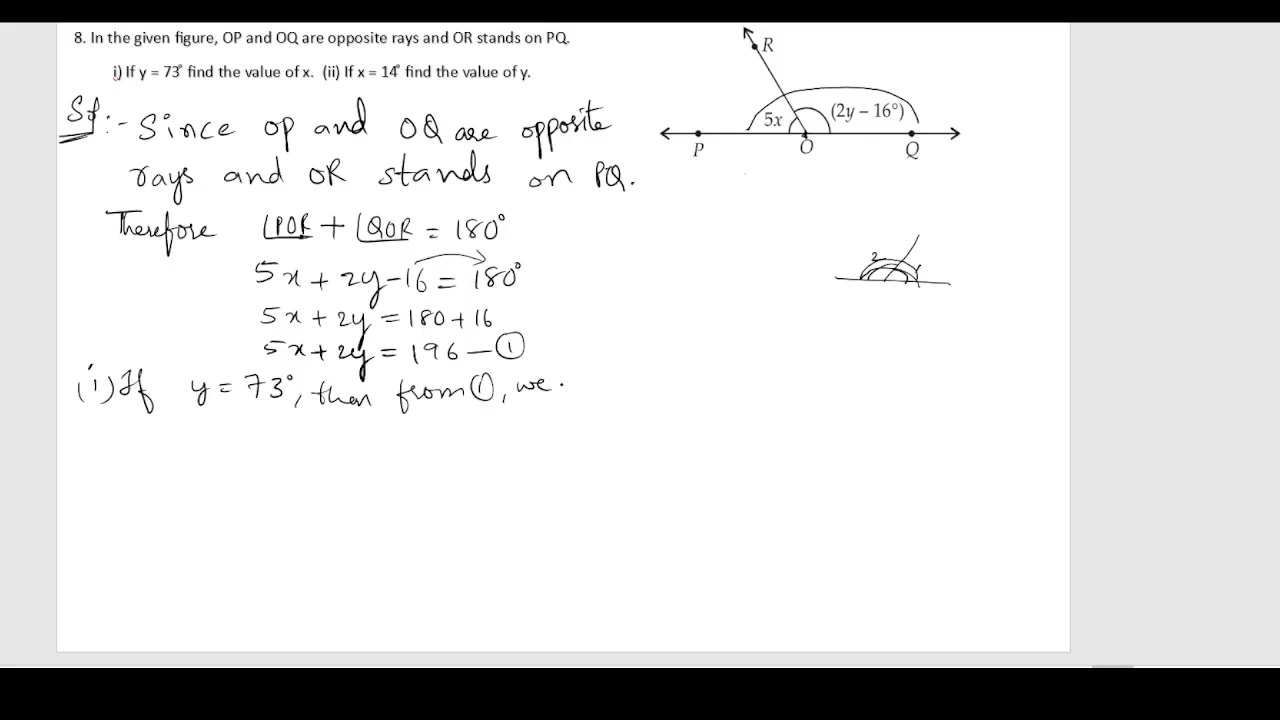 8. In the given figure, OP and OQ are opposite rays and OR stands on PQ.
i) If y = 73° find the value of x. (ii) If x = 14° find the value of y.
R
5x
(2y – 16°)
P
O
Q
Sol:- Since OP and OQ are opposite
rays and OR stands on PQ.
Therefore ∠POR + ∠QOR = 180°
5x + 2y - 16 = 180°
5x + 2y = 180 + 16
5x + 2y = 196 — ①
(i) If y = 73°, then from ①, we
2